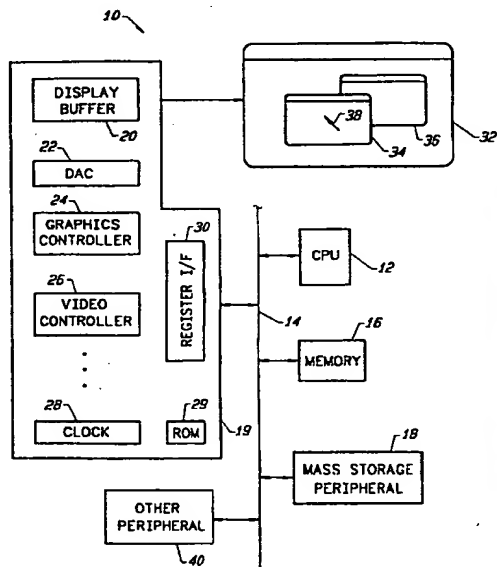 10
DISPLAY
BUFFER
20
22
DAC
24
GRAPHICS
CONTROLLER
26
VIDEO
CONTROLLER
28
CLOCK
29
ROM
30
REGISTER I/F
19
32
34
36
38
CPU
12
14
16
MEMORY
18
MASS STORAGE
PERIPHERAL
OTHER
PERIPHERAL
40